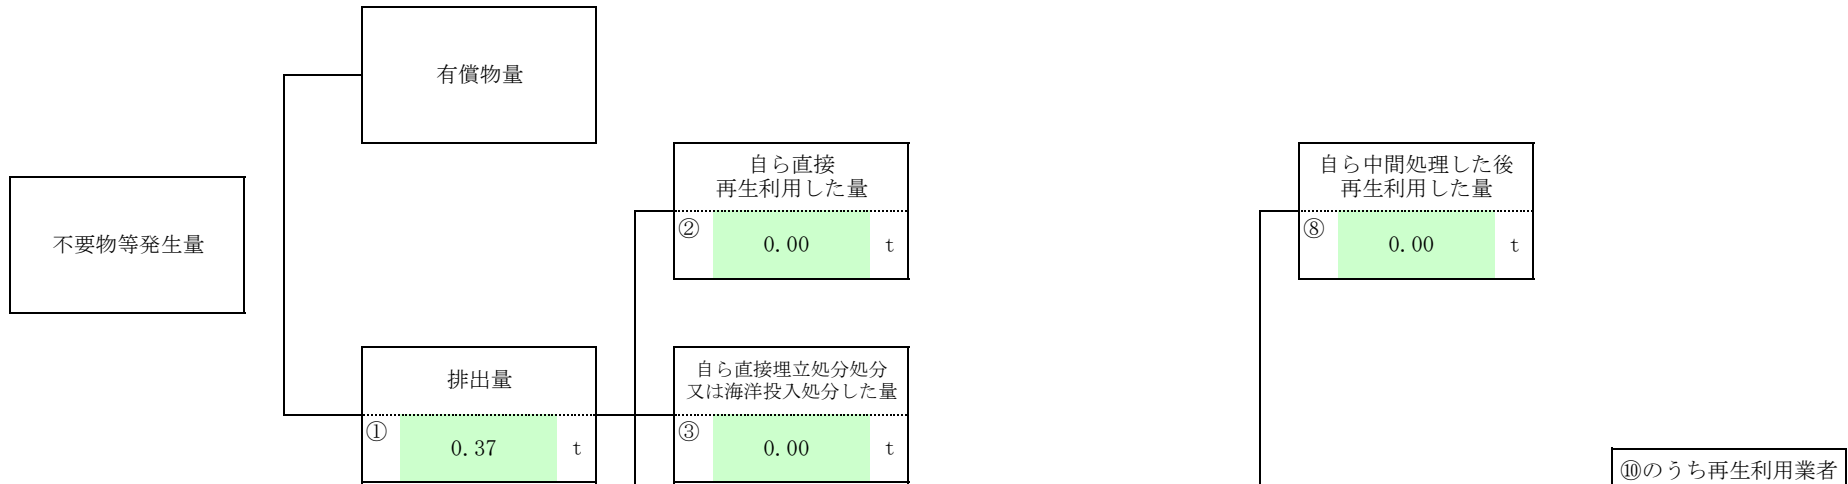 有償物量
不要物等発生量
自ら直接
再生利用した量
② 0.00 t
自ら中間処理した後
再生利用した量
⑧ 0.00 t
排出量
① 0.37 t
自ら直接埋立処分処分
又は海洋投入処分した量
③ 0.00 t
⑩のうち再生利用業者